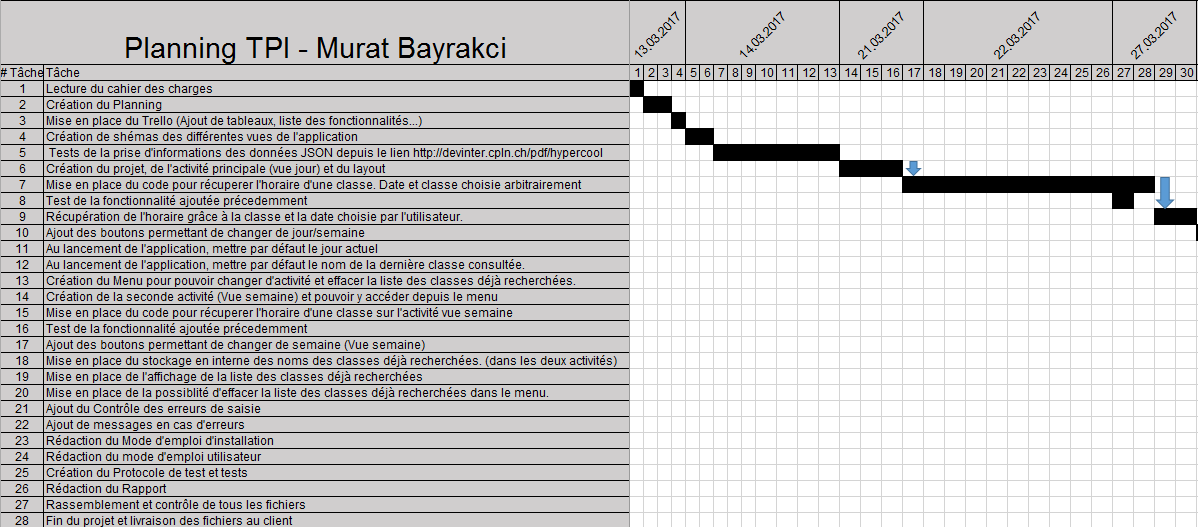 Planning TPI - Murat Bayrakci
13.03.2017 14.03.2017 21.03.2017 22.03.2017 27.03.2017
# Tâche Tâche 1 2 3 4 5 6 7 8 9 10 11 12 13 14 15 16 17 18 19 20 21 22 23 24 25 26 27 28 29 30
1 Lecture du cahier des charges
2 Création du Planning
3 Mise en place du Trello (Ajout de tableaux, liste des fonctionnalités...)
4 Création de shémas des différentes vues de l'application
5 Tests de la prise d'informations des données JSON depuis le lien http://devinter.cpln.ch/pdf/hypercool
6 Création du projet, de l'activité principale (vue jour) et du layout
7 Mise en place du code pour récuperer l'horaire d'une classe. Date et classe choisie arbitrairement
8 Test de la fonctionnalité ajoutée précedemment
9 Récupération de l'horaire grâce à la classe et la date choisie par l'utilisateur.
10 Ajout des boutons permettant de changer de jour/semaine
11 Au lancement de l'application, mettre par défaut le jour actuel
12 Au lancement de l'application, mettre par défaut le nom de la dernière classe consultée.
13 Création du Menu pour pouvoir changer d'activité et effacer la liste des classes déjà recherchées.
14 Création de la seconde activité (Vue semaine) et pouvoir y accéder depuis le menu
15 Mise en place du code pour récuperer l'horaire d'une classe sur l'activité vue semaine
16 Test de la fonctionnalité ajoutée précedemment
17 Ajout des boutons permettant de changer de semaine (Vue semaine)
18 Mise en place du stockage en interne des noms des classes déjà recherchées. (dans les deux activités)
19 Mise en place de l'affichage de la liste des classes déjà recherchées
20 Mise en place de la possiblité d'effacer la liste des classes déjà recherchées dans le menu.
21 Ajout du Contrôle des erreurs de saisie
22 Ajout de messages en cas d'erreurs
23 Rédaction du Mode d'emploi d'installation
24 Rédaction du mode d'emploi utilisateur
25 Création du Protocole de test et tests
26 Rédaction du Rapport
27 Rassemblement et contrôle de tous les fichiers
28 Fin du projet et livraison des fichiers au client